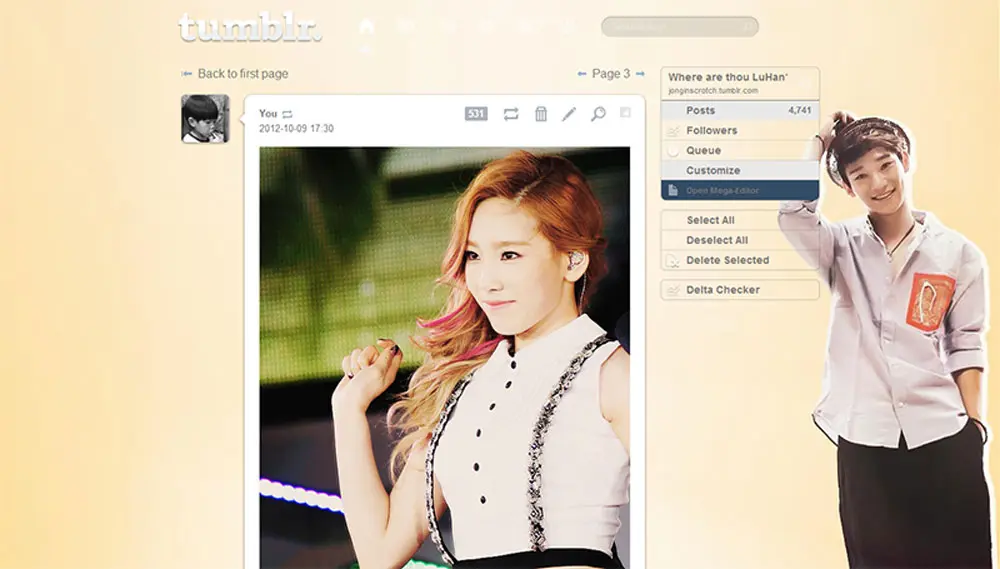 tumblr.
Back to first page
Page 3
You
2012-10-09 17:30
531
Where are thou LuHan'
jonginscrotch.tumblr.com
Posts 4,741
Followers
Queue
Customize
Open Mega-Editor
Select All
Deselect All
Delete Selected
Delta Checker